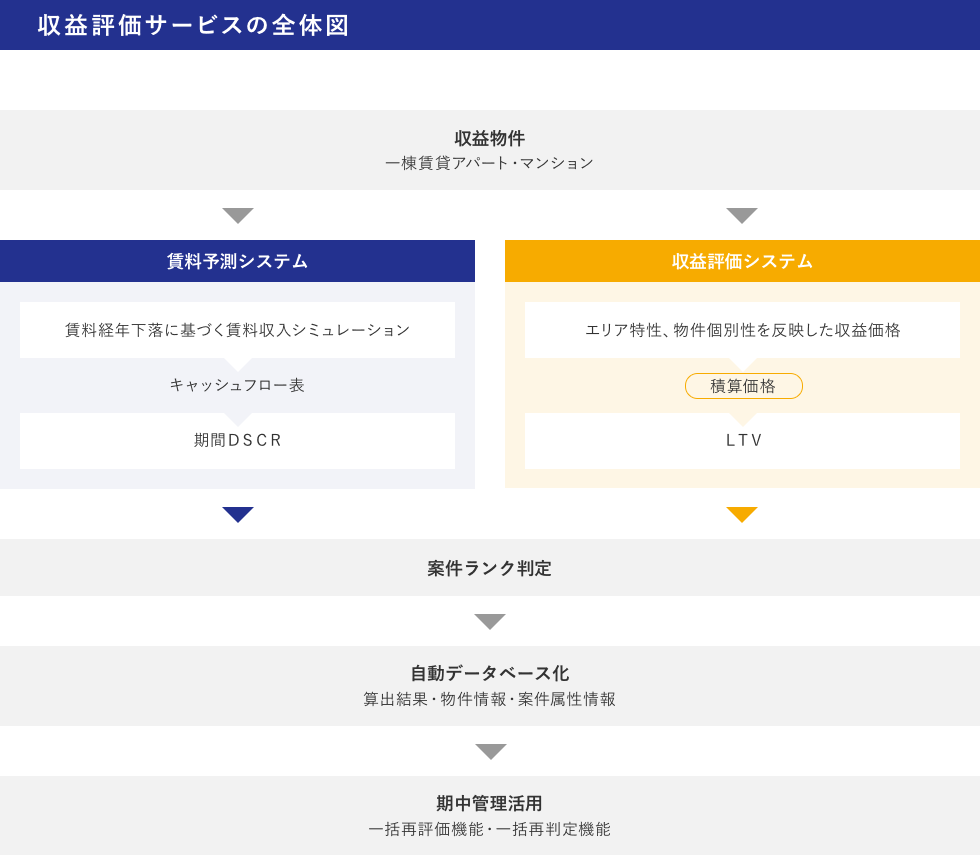 収益評価サービスの全体図
収益物件
一棟賃貸アパート・マンション
賃料予測システム
収益評価システム
賃料経年下落に基づく賃料収入シミュレーション
エリア特性、物件個別性を反映した収益価格
キャッシュフロー表
積算価格
期間DSCR
LTV
案件ランク判定
自動データベース化
算出結果・物件情報・案件属性情報
期中管理活用
一括再評価機能・一括再判定機能